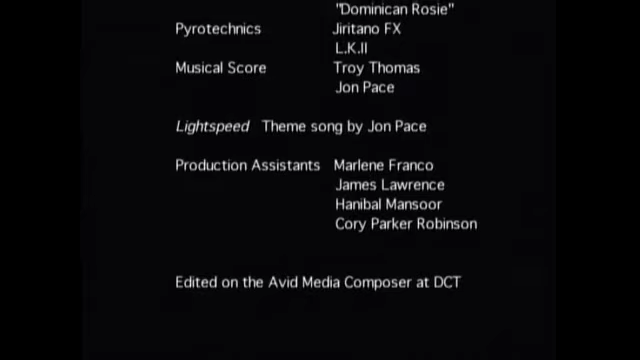 "Dominican Rosie"
Pyrotechnics Jiritano FX
L.K.II
Musical Score Troy Thomas
Jon Pace
Lightspeed Theme song by Jon Pace
Production Assistants Marlene Franco
James Lawrence
Hanibal Mansoor
Cory Parker Robinson
Edited on the Avid Media Composer at DCT